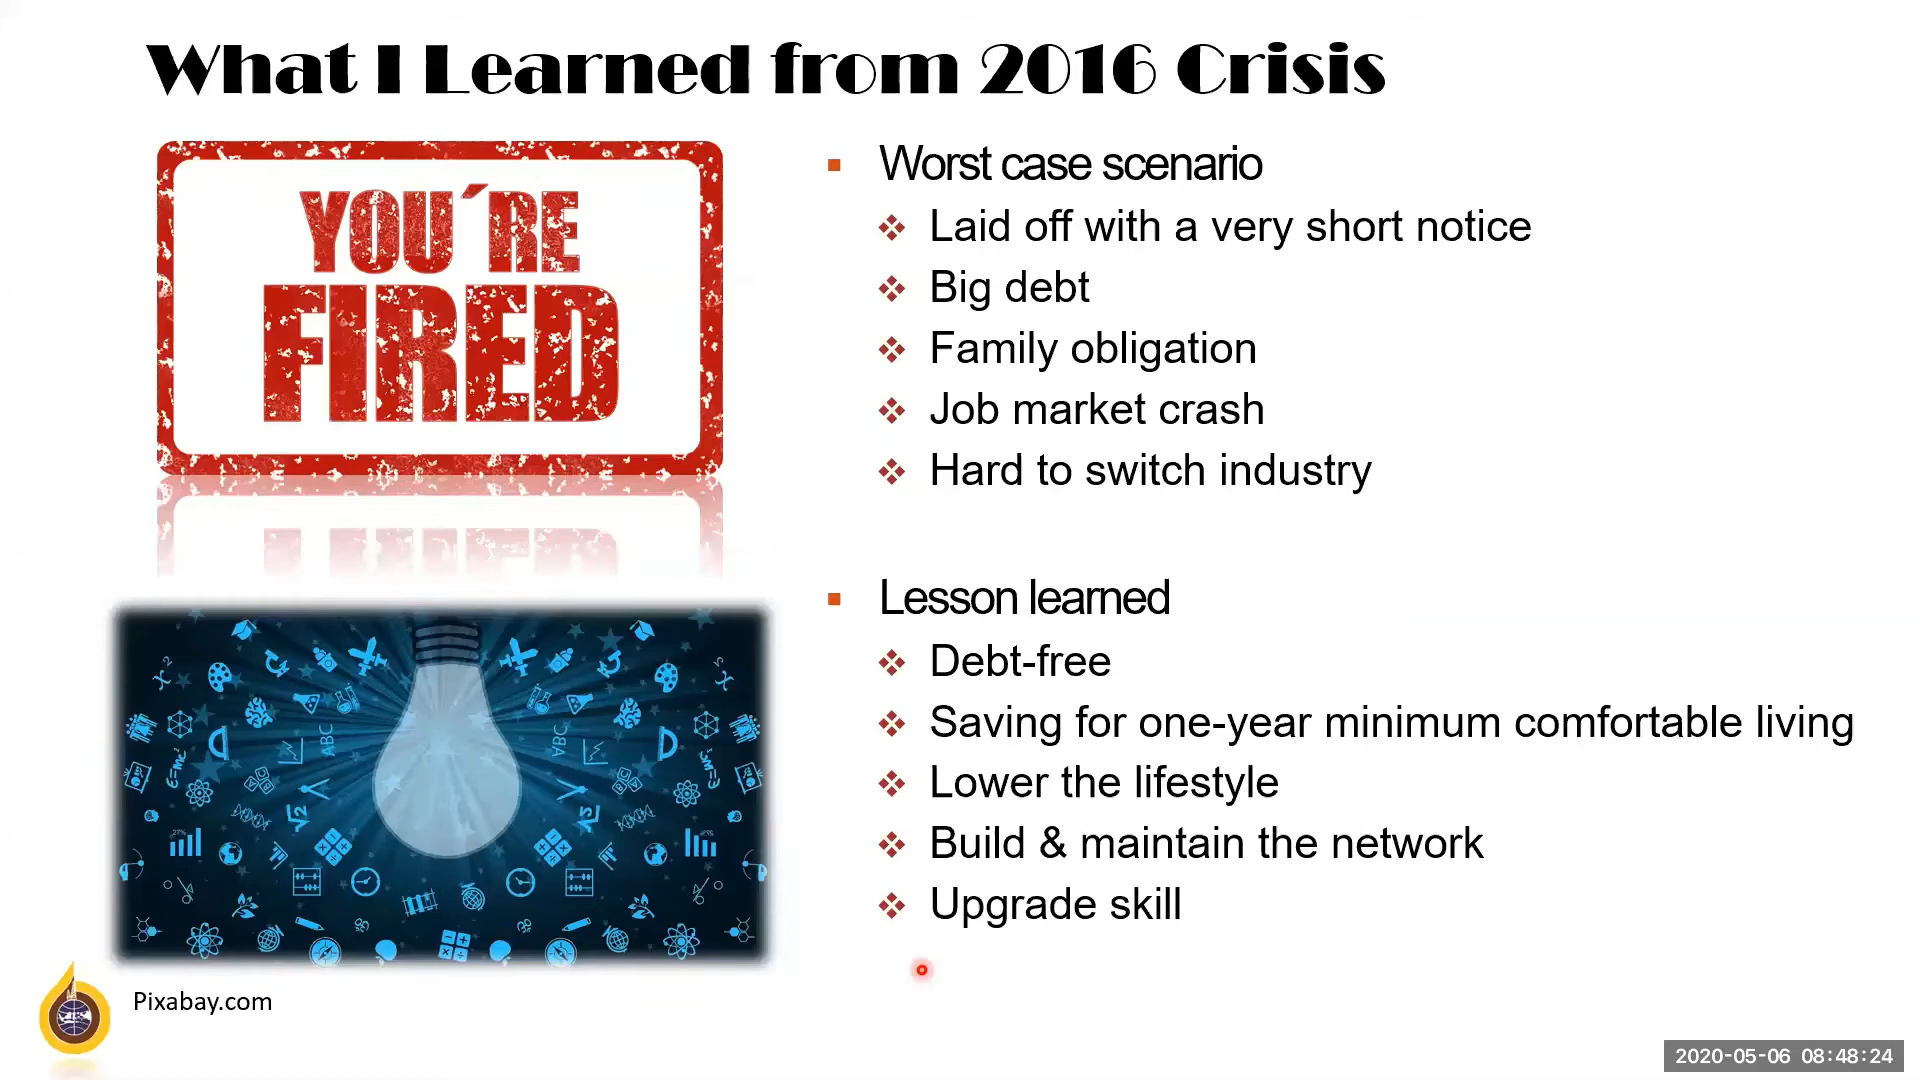 What I Learned from 2016 Crisis
YOU´RE
FIRED
Worst case scenario
Laid off with a very short notice
Big debt
Family obligation
Job market crash
Hard to switch industry
Lesson learned
Debt-free
Saving for one-year minimum comfortable living
Lower the lifestyle
Build & maintain the network
Upgrade skill
Pixabay.com
2020-05-06 08:48:24